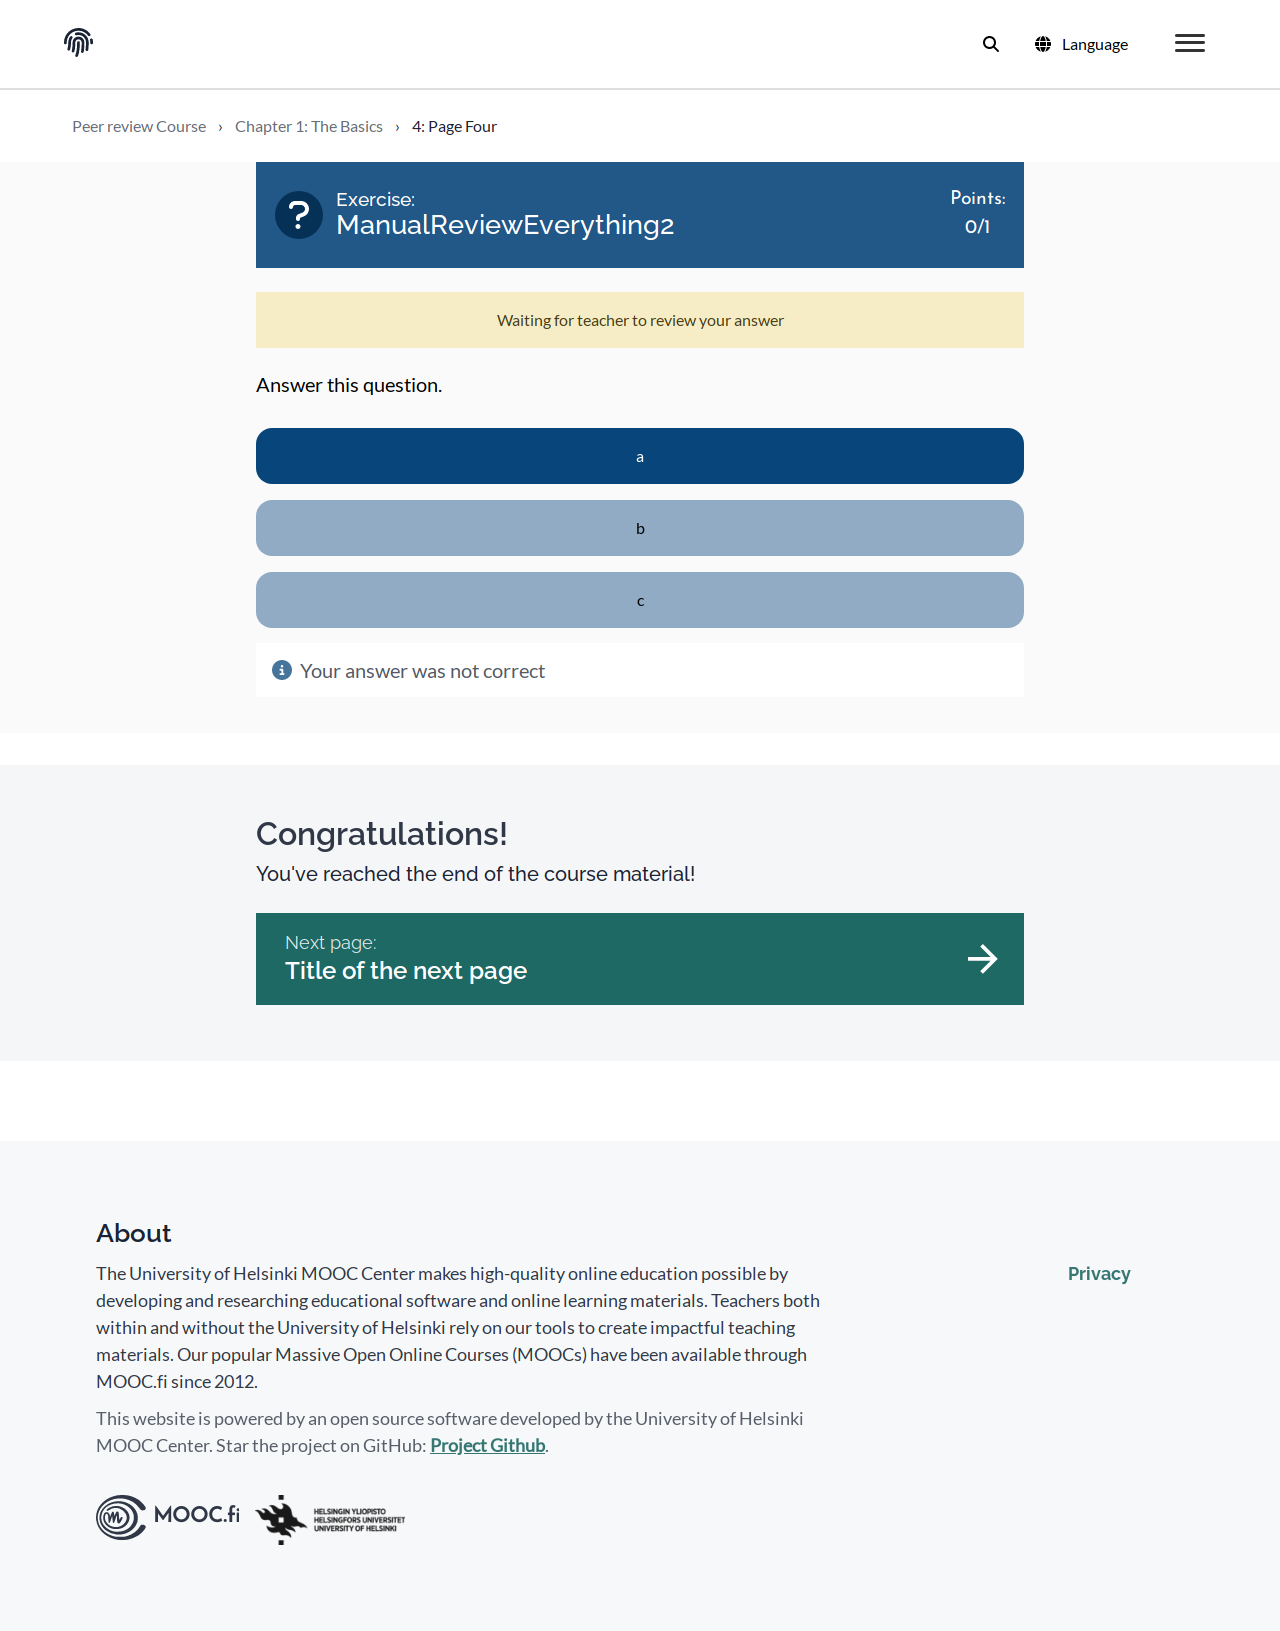 Language
Peer review Course › Chapter 1: The Basics › 4: Page Four
Exercise:
ManualReviewEverything2
Points:
0/1
Waiting for teacher to review your answer
Answer this question.
a
b
c
Your answer was not correct
Congratulations!
You've reached the end of the course material!
Next page:
Title of the next page
About
The University of Helsinki MOOC Center makes high-quality online education possible by
developing and researching educational software and online learning materials. Teachers both
within and without the University of Helsinki rely on our tools to create impactful teaching
materials. Our popular Massive Open Online Courses (MOOCs) have been available through
MOOC.fi since 2012.
This website is powered by an open source software developed by the University of Helsinki
MOOC Center. Star the project on GitHub: Project Github.
Privacy
MOOC.fi
HELSINGIN YLIOPISTO
HELSINGFORS UNIVERSITET
UNIVERSITY OF HELSINKI